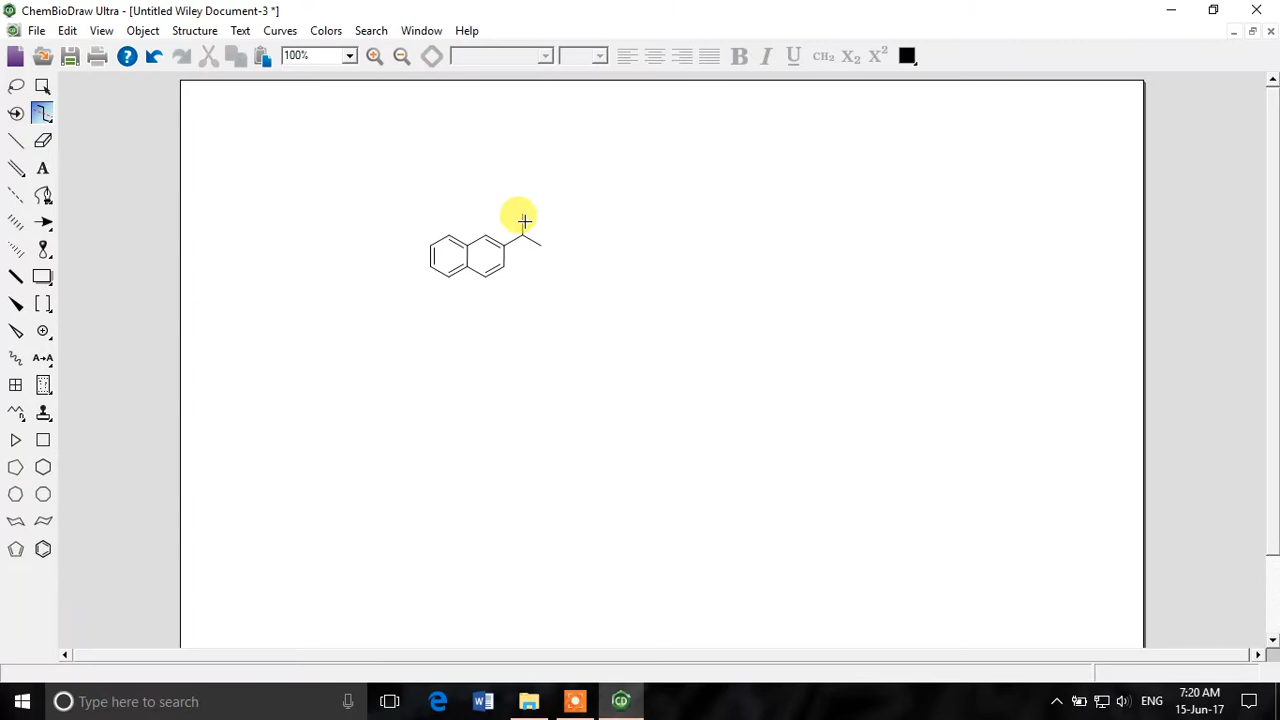 ChemBioDraw Ultra - [Untitled Wiley Document-3 *]
File Edit View Object Structure Text Curves Colors Search Window Help
100% B I U CH2 X2 X2
A
A→A
n
Type here to search
ENG
7:20 AM
15-Jun-17